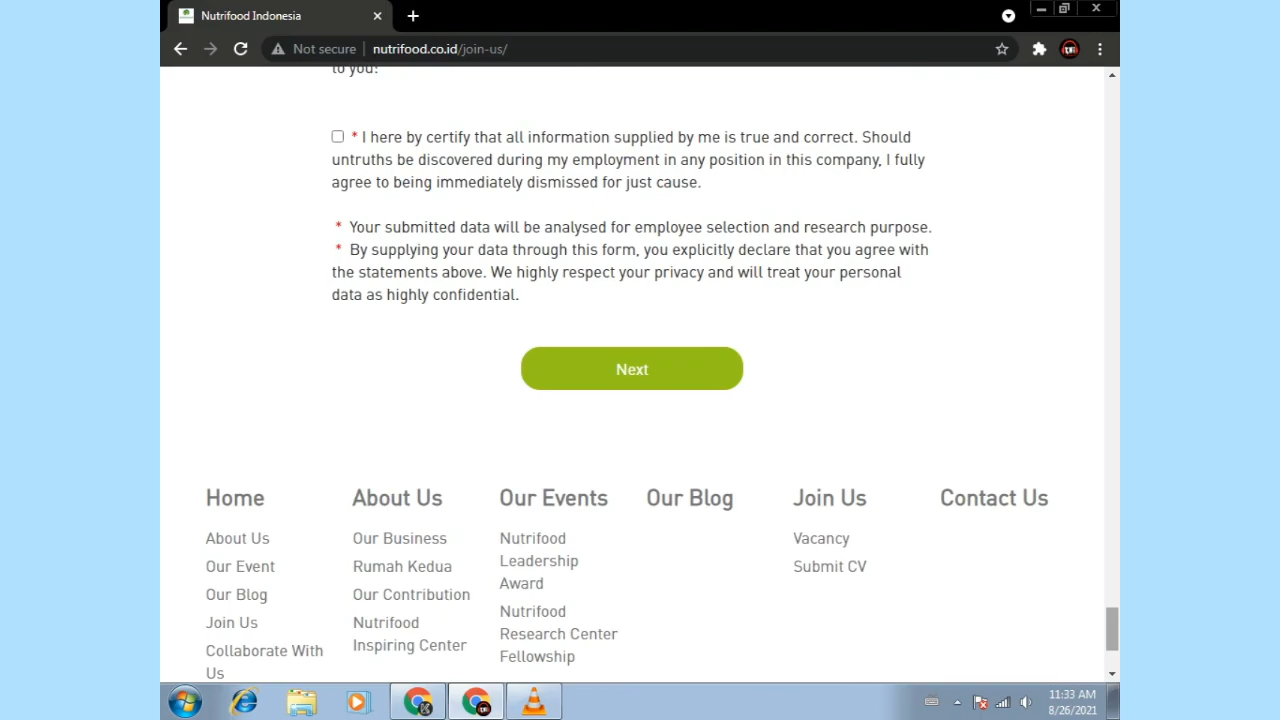 Nutrifood Indonesia
Not secure
nutrifood.co.id/join-us/
to you?
* I here by certify that all information supplied by me is true and correct. Should
untruths be discovered during my employment in any position in this company, I fully
agree to being immediately dismissed for just cause.
* Your submitted data will be analysed for employee selection and research purpose.
* By supplying your data through this form, you explicitly declare that you agree with
the statements above. We highly respect your privacy and will treat your personal
data as highly confidential.
Next
Home
About Us
Our Event
Our Blog
Join Us
Collaborate With
Us
About Us
Our Business
Rumah Kedua
Our Contribution
Nutrifood
Inspiring Center
Our Events
Nutrifood
Leadership
Award
Nutrifood
Research Center
Fellowship
Our Blog
Join Us
Vacancy
Submit CV
Contact Us
11:33 AM
8/26/2021